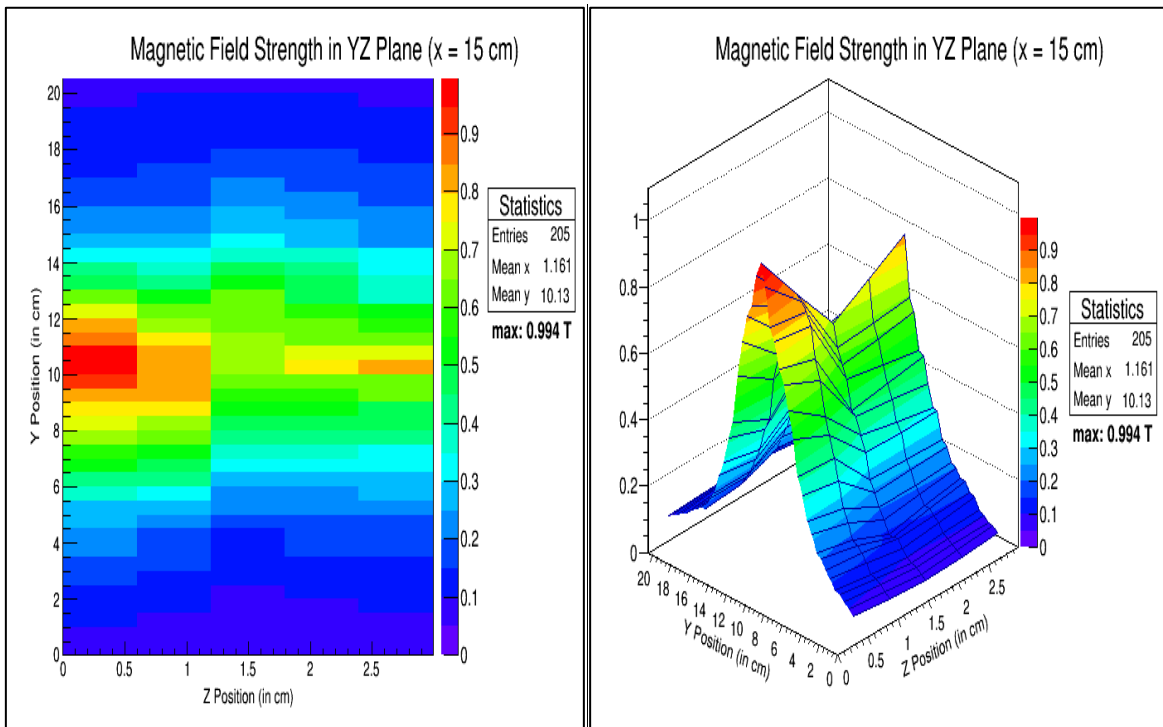 Magnetic Field Strength in YZ Plane (x = 15 cm)
Y Position (in cm)
20
18
16
14
12
10
8
6
4
2
0
0 0.5 1 1.5 2 2.5
Z Position (in cm)
0.9
0.8
0.7
0.6
0.5
0.4
0.3
0.2
0.1
0
Statistics
Entries 205
Mean x 1.161
Mean y 10.13
max: 0.994 T
Magnetic Field Strength in YZ Plane (x = 15 cm)
1
0.8
0.6
0.4
0.2
0
20 18 16 14 12 10 8 6 4 2 0
Y Position (in cm)
0 0.5 1 1.5 2 2.5
Z Position (in cm)
0.9
0.8
0.7
0.6
0.5
0.4
0.3
0.2
0.1
0
Statistics
Entries 205
Mean x 1.161
Mean y 10.13
max: 0.994 T